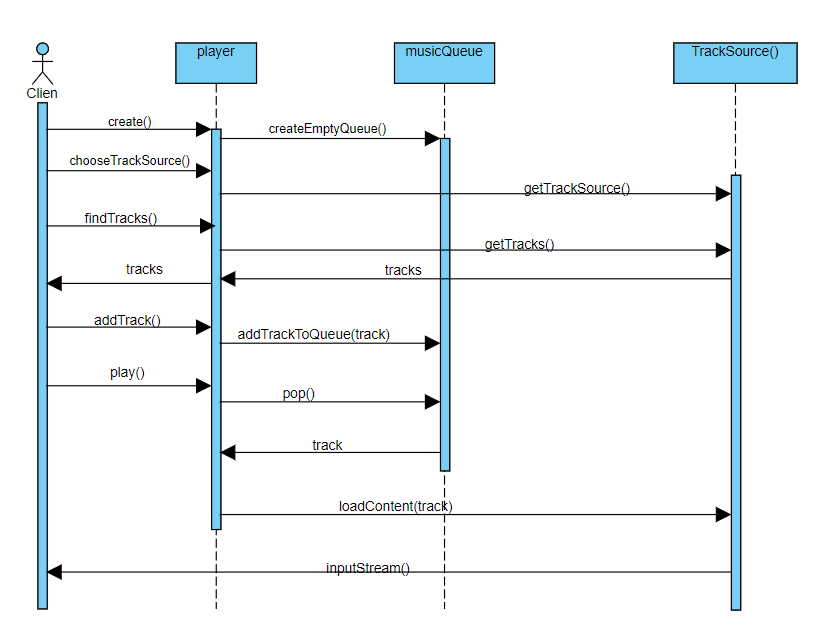 player
musicQueue
TrackSource()
Clien
create()
createEmptyQueue()
chooseTrackSource()
getTrackSource()
findTracks()
getTracks()
tracks
tracks
addTrack()
addTrackToQueue(track)
play()
pop()
track
loadContent(track)
inputStream()